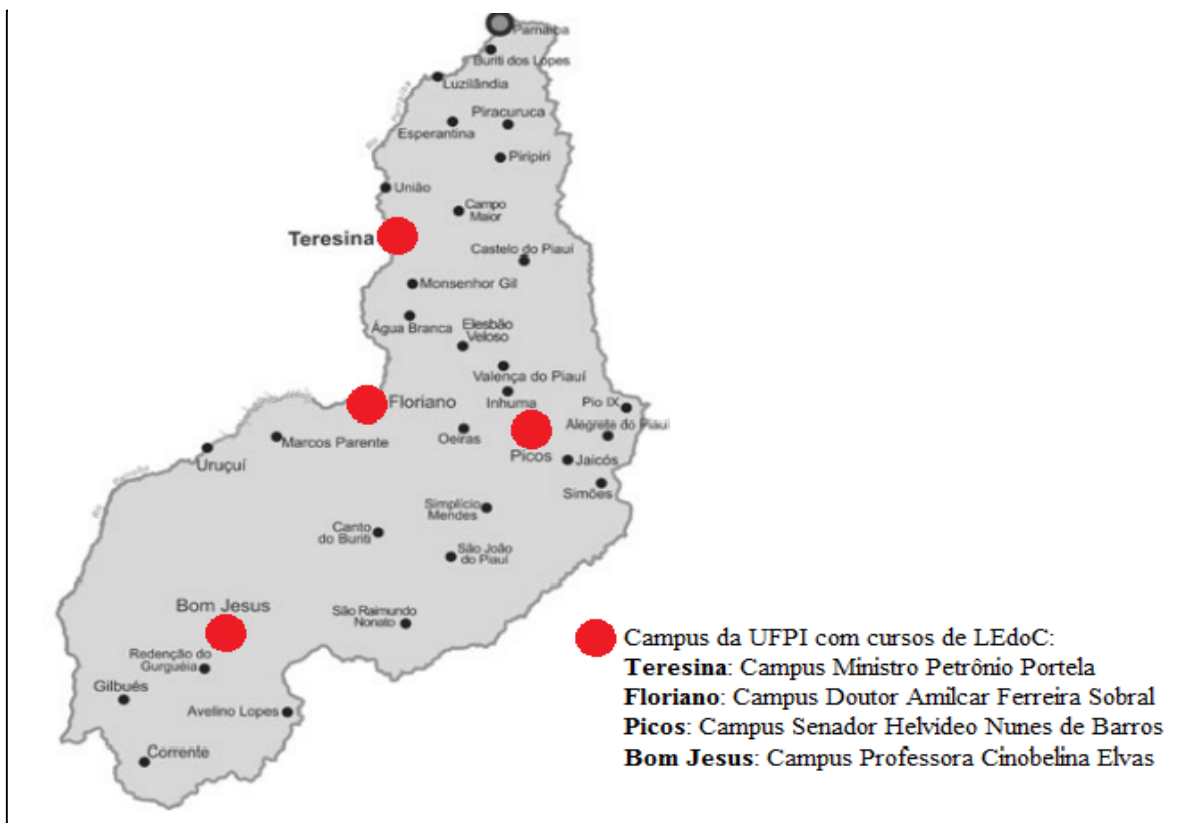 Parnaíba
Buriti dos Lopes
Luzilândia
Piracuruca
Esperantina
Piripiri
União
Campo
Maior
Teresina
Castelo do Piauí
Monsenhor Gil
Água Branca
Elesbão
Veloso
Valença do Piauí
Floriano
Inhuma
Pio IX
Alegrete do Piauí
Oeiras
Marcos Parente
Picos
Jaicós
Uruçuí
Simões
Simplício
Mendes
Canto
do Buriti
São João
do Piauí
Bom Jesus
São Raimundo
Nonato
Redenção do
Gurguéia
Gilbués
Avelino Lopes
Corrente
Campus da UFPI com cursos de LEdoC:
Teresina: Campus Ministro Petrônio Portela
Floriano: Campus Doutor Amilcar Ferreira Sobral
Picos: Campus Senador Helvideo Nunes de Barros
Bom Jesus: Campus Professora Cinobelina Elvas